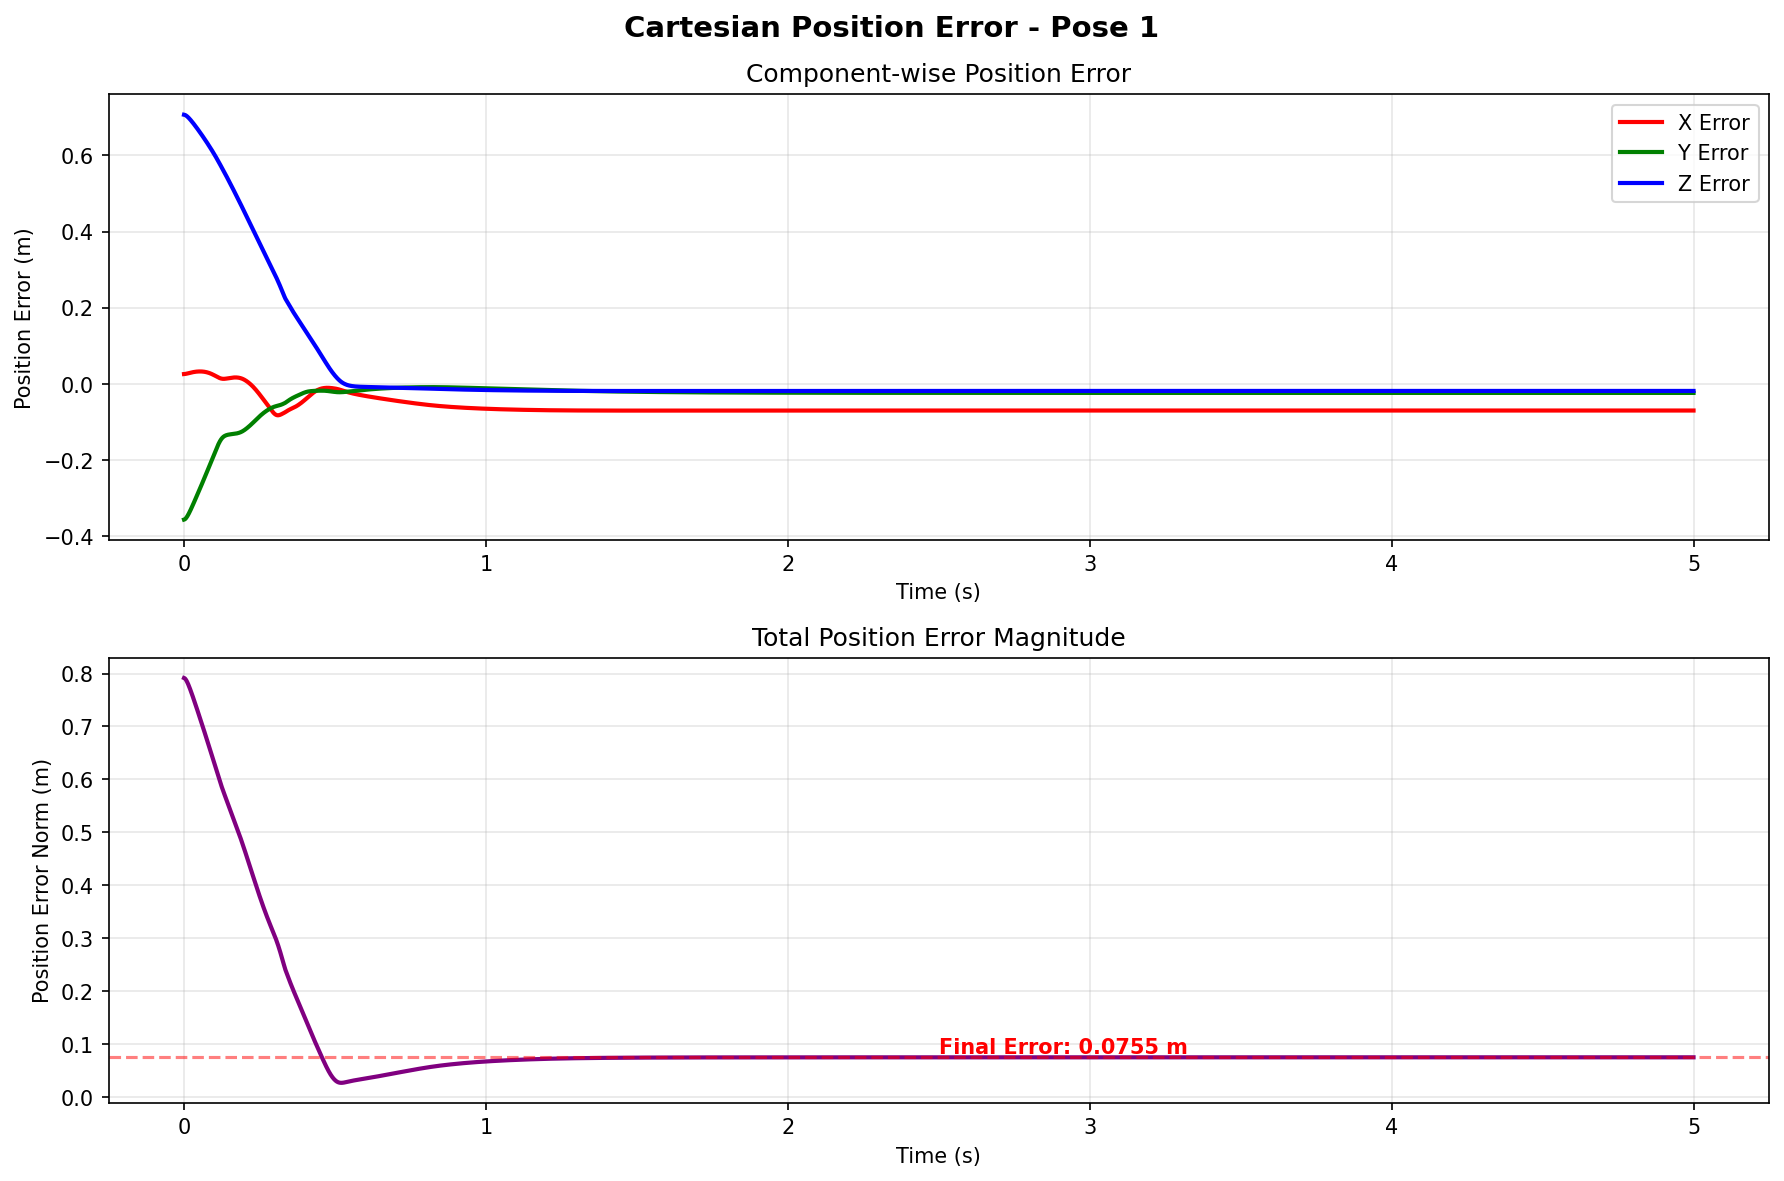 Cartesian Position Error - Pose 1
Component-wise Position Error
Position Error (m)
0.6
0.4
0.2
0.0
−0.2
−0.4
X Error
Y Error
Z Error
0 1 2 3 4 5
Time (s)
Total Position Error Magnitude
Position Error Norm (m)
0.8
0.7
0.6
0.5
0.4
0.3
0.2
0.1
0.0
Final Error: 0.0755 m
0 1 2 3 4 5
Time (s)